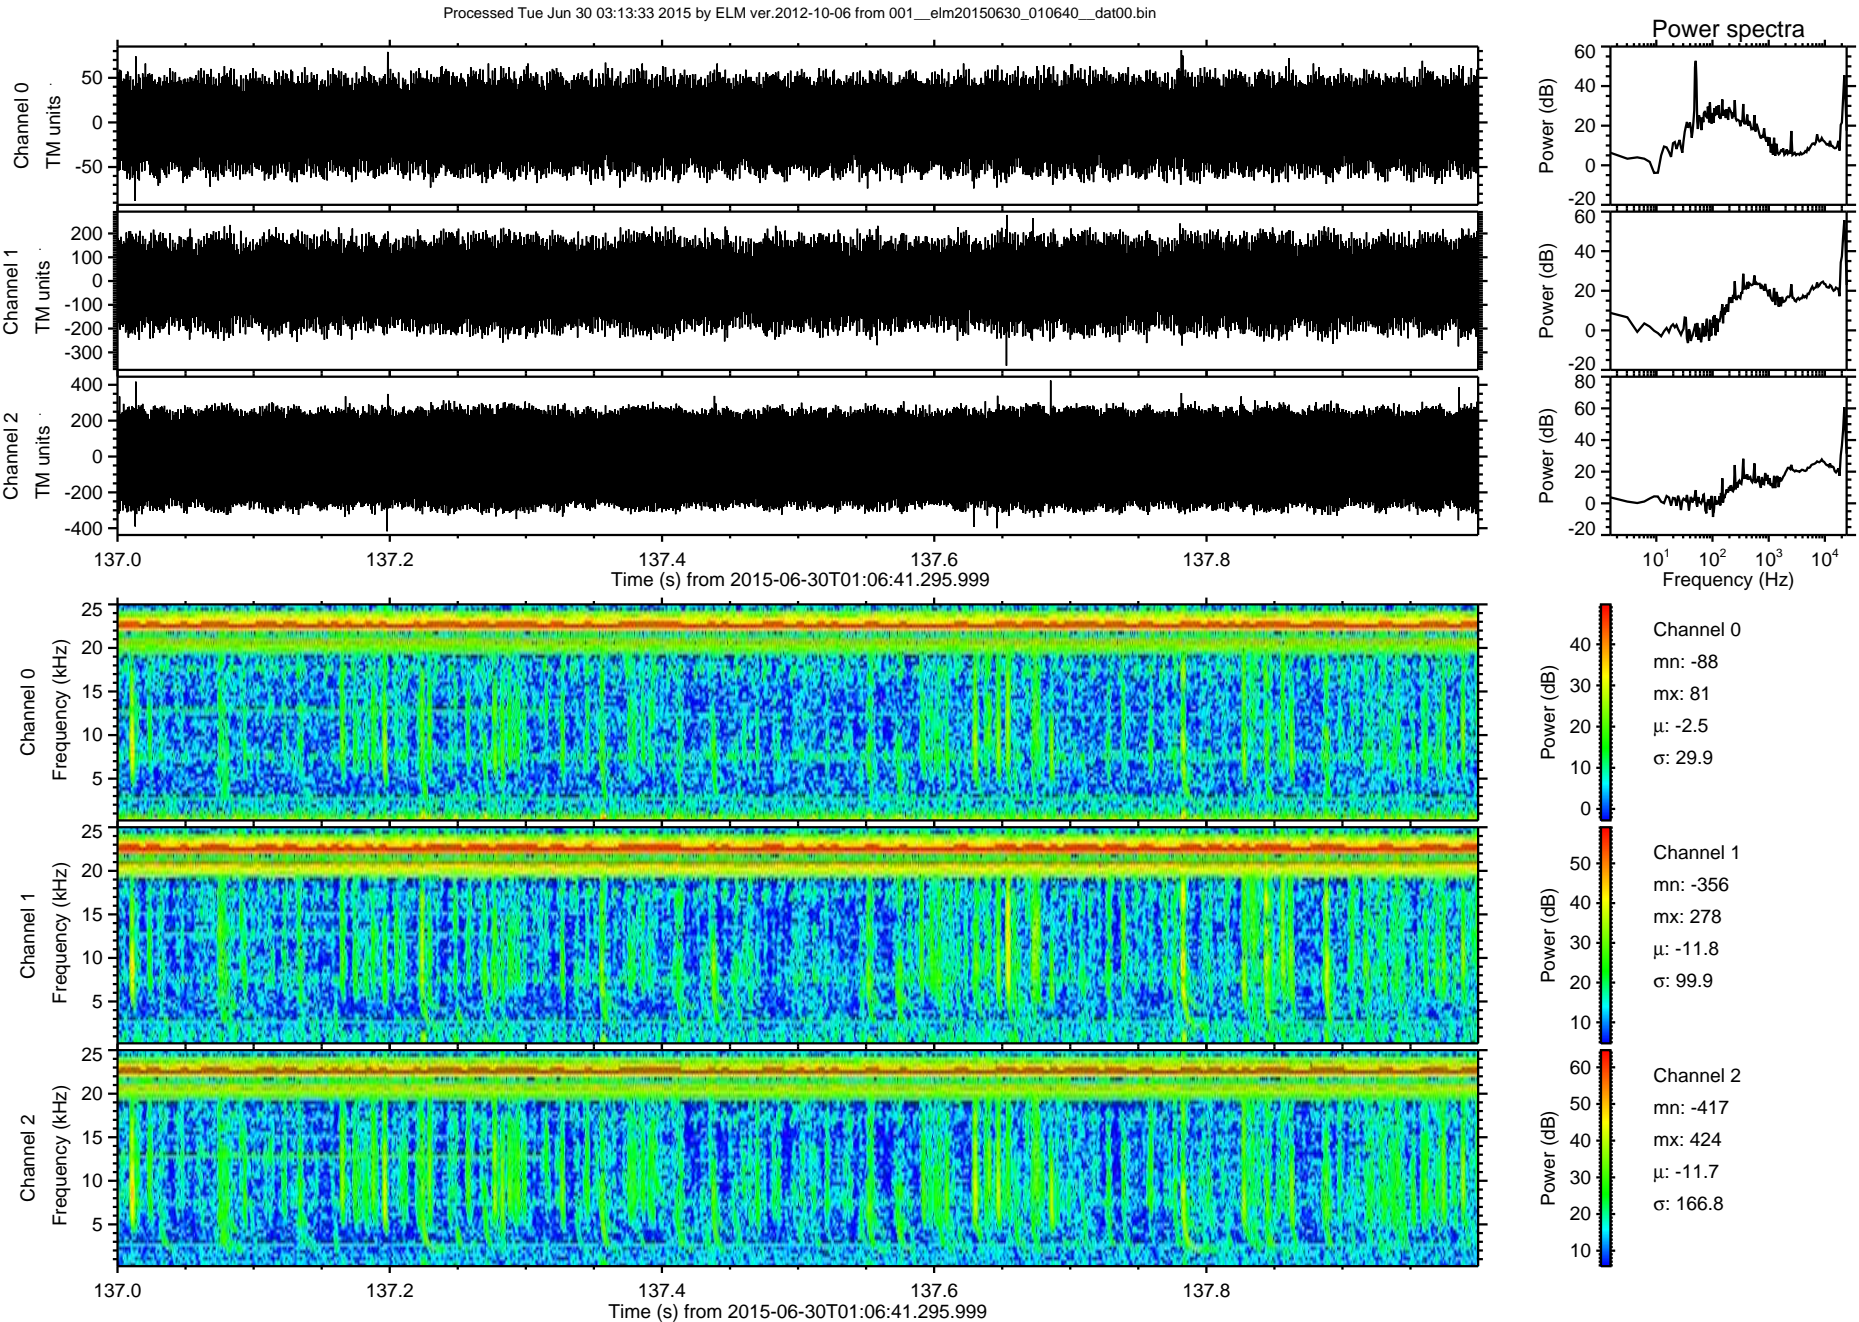 Processed Tue Jun 30 03:13:33 2015 by ELM ver.2012-10-06 from 001__elm20150630_010640__dat00.bin
Power spectra
Channel 0
TM units
50
0
-50
Power (dB)
60
40
20
0
-20
Channel 1
TM units
200
100
0
-100
-200
-300
Power (dB)
60
40
20
0
-20
Channel 2
TM units
400
200
0
-200
-400
Power (dB)
80
60
40
20
0
-20
137.0 137.2 137.4 137.6 137.8
Time (s) from 2015-06-30T01:06:41.295.999
10¹ 10² 10³ 10⁴
Frequency (Hz)
Channel 0
Frequency (kHz)
25
20
15
10
5
Power (dB)
40
30
20
10
0
Channel 0
mn: -88
mx: 81
μ: -2.5
σ: 29.9
Channel 1
Frequency (kHz)
25
20
15
10
5
Power (dB)
50
40
30
20
10
Channel 1
mn: -356
mx: 278
μ: -11.8
σ: 99.9
Channel 2
Frequency (kHz)
25
20
15
10
5
Power (dB)
60
50
40
30
20
10
Channel 2
mn: -417
mx: 424
μ: -11.7
σ: 166.8
137.0 137.2 137.4 137.6 137.8
Time (s) from 2015-06-30T01:06:41.295.999